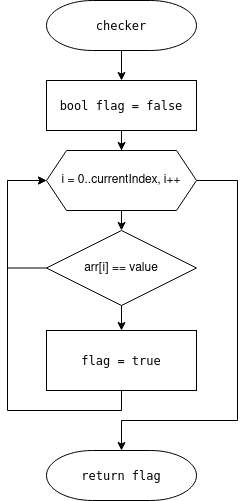 checker
bool flag = false
i = 0..currentIndex, i++
arr[i] == value
flag = true
return flag